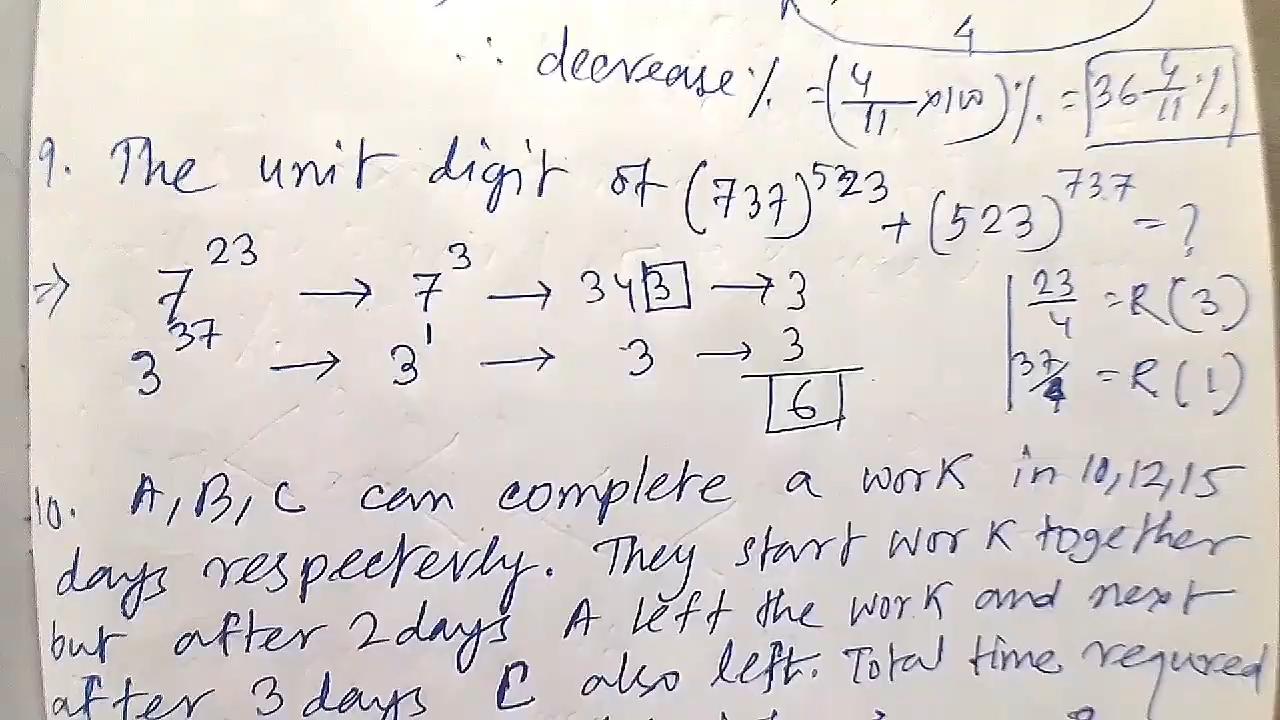 4
∴ decrease % = (4/11 × 100)% = 36 4/11 %
9. The unit digit of (737)^523 + (523)^737 = ?
⇒ 7^23 → 7^3 → 343 → 3 | 23/4 = R(3)
3^37 → 3^1 → 3 → 3 | 37/4 = R(1)
6
10. A, B, C can complete a work in 10, 12, 15
days respecterly. They start work together
but after 2 days A left the work and next
after 3 days C also left. Total time requred